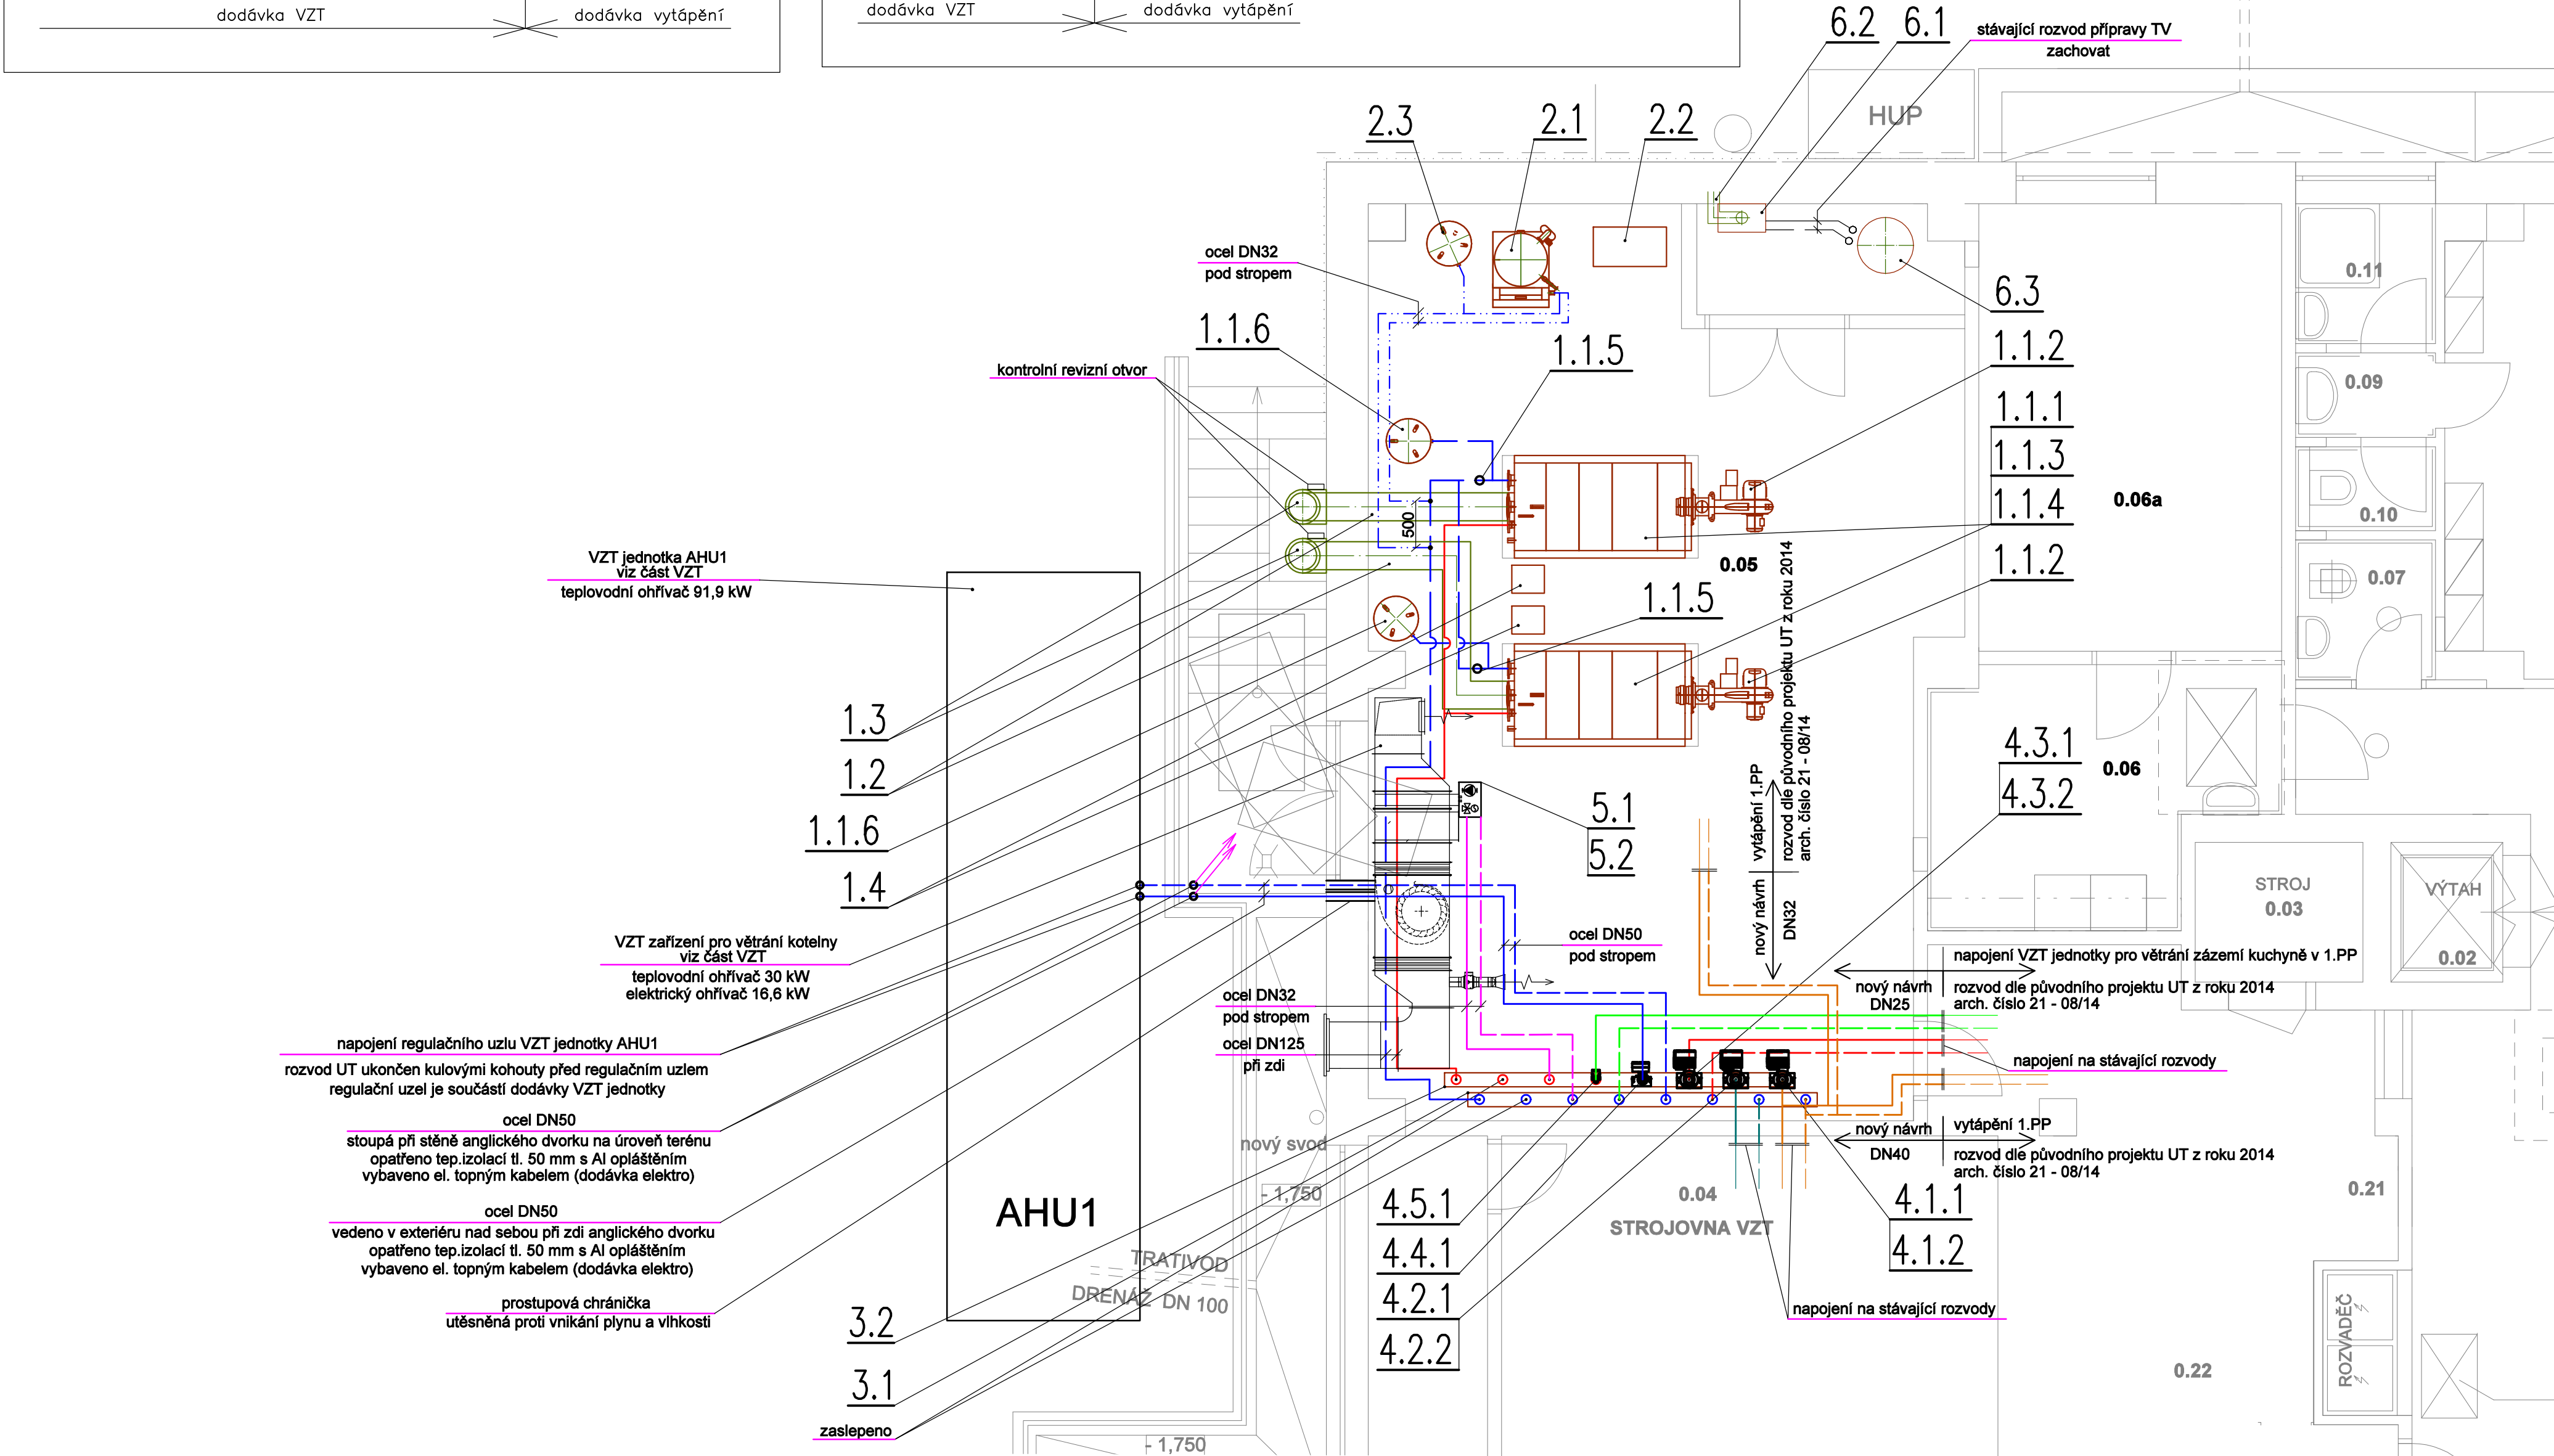 dodávka VZT
dodávka vytápění
dodávka VZT
dodávka vytápění
6.2
6.1
stávající rozvod přípravy TV
zachovat
HUP
2.3
2.1
2.2
ocel DN32
pod stropem
6.3
0.11
1.1.6
1.1.5
1.1.2
kontrolní revizní otvor
0.09
1.1.1
1.1.3
1.1.4
0.06a
0.10
500
VZT jednotka AHU1
viz část VZT
teplovodní ohřívač 91,9 kW
0.05
1.1.2
0.07
1.1.5
1.3
1.2
1.1.6
1.4
vytápění 1.PP
rozvod dle původního projektu UT z roku 2014
arch. číslo 21 - 08/14
nový návrh
DN32
4.3.1
4.3.2
0.06
5.1
5.2
STROJ
0.03
VÝTAH
0.02
VZT zařízení pro větrání kotelny
viz část VZT
teplovodní ohřívač 30 kW
elektrický ohřívač 16,6 kW
ocel DN50
pod stropem
napojení VZT jednotky pro větrání zázemí kuchyně v 1.PP
nový návrh
DN25
rozvod dle původního projektu UT z roku 2014
arch. číslo 21 - 08/14
ocel DN32
pod stropem
ocel DN125
při zdi
napojení regulačního uzlu VZT jednotky AHU1
rozvod UT ukončen kulovými kohouty před regulačním uzlem
regulační uzel je součástí dodávky VZT jednotky
napojení na stávající rozvody
ocel DN50
stoupá při stěně anglického dvorku na úroveň terénu
opatřeno tep.izolací tl. 50 mm s Al opláštěním
vybaveno el. topným kabelem (dodávka elektro)
nový svod
nový návrh
DN40
vytápění 1.PP
rozvod dle původního projektu UT z roku 2014
arch. číslo 21 - 08/14
- 1,750
0.04
STROJOVNA VZT
0.21
ocel DN50
vedeno v exteriéru nad sebou při zdi anglického dvorku
opatřeno tep.izolací tl. 50 mm s Al opláštěním
vybaveno el. topným kabelem (dodávka elektro)
AHU1
4.5.1
4.4.1
4.2.1
4.2.2
4.1.1
4.1.2
TRATIVOD
DRENÁŽ DN 100
prostupová chránička
utěsněná proti vnikání plynu a vlhkosti
napojení na stávající rozvody
3.2
3.1
zaslepeno
ROZVADĚČ
0.22
- 1,750